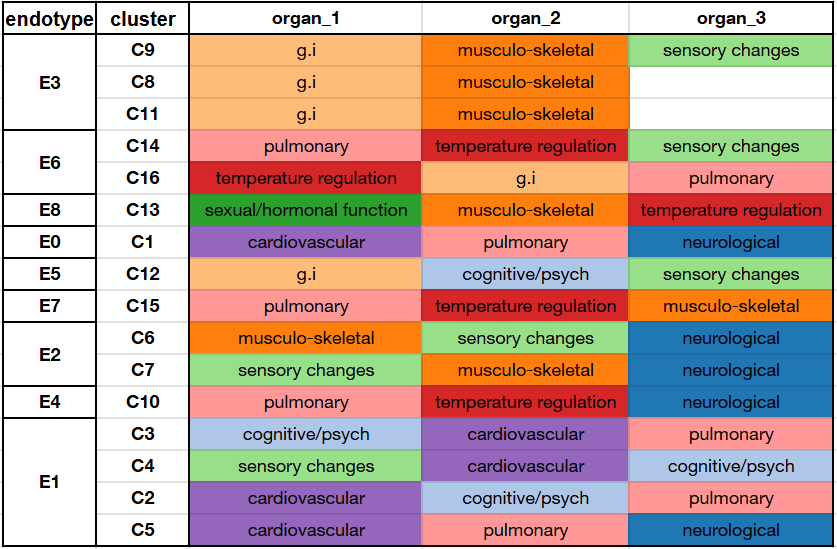 endotype cluster organ_1 organ_2 organ_3
C9 g.i musculo-skeletal sensory changes
E3 C8 g.i musculo-skeletal
C11 g.i musculo-skeletal
E6 C14 pulmonary temperature regulation sensory changes
C16 temperature regulation g.i pulmonary
E8 C13 sexual/hormonal function musculo-skeletal temperature regulation
E0 C1 cardiovascular pulmonary neurological
E5 C12 g.i cognitive/psych sensory changes
E7 C15 pulmonary temperature regulation musculo-skeletal
E2 C6 musculo-skeletal sensory changes neurological
C7 sensory changes musculo-skeletal neurological
E4 C10 pulmonary temperature regulation neurological
E1 C3 cognitive/psych cardiovascular pulmonary
C4 sensory changes cardiovascular cognitive/psych
C2 cardiovascular cognitive/psych pulmonary
C5 cardiovascular pulmonary neurological